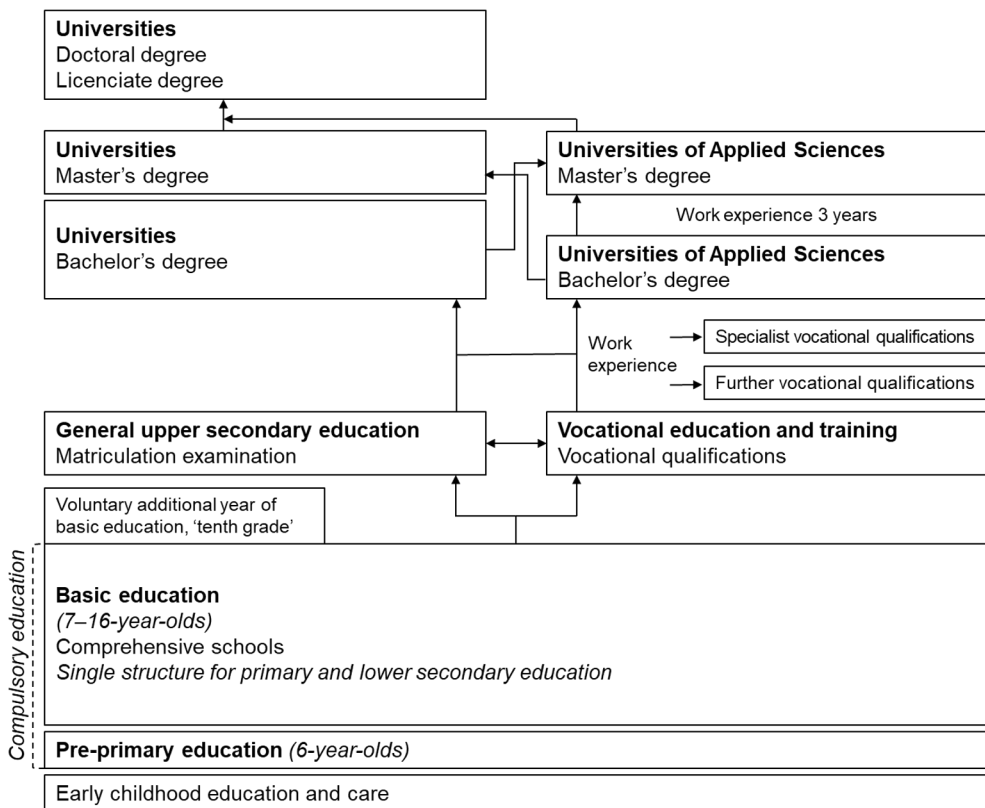 Universities
Doctoral degree
Licenciate degree
Universities
Master’s degree
Universities of Applied Sciences
Master’s degree
Work experience 3 years
Universities
Bachelor’s degree
Universities of Applied Sciences
Bachelor’s degree
Work
experience
Specialist vocational qualifications
Further vocational qualifications
General upper secondary education
Matriculation examination
Vocational education and training
Vocational qualifications
Voluntary additional year of
basic education, ‘tenth grade’
Compulsory education
Basic education
(7–16-year-olds)
Comprehensive schools
Single structure for primary and lower secondary education
Pre-primary education (6-year-olds)
Early childhood education and care